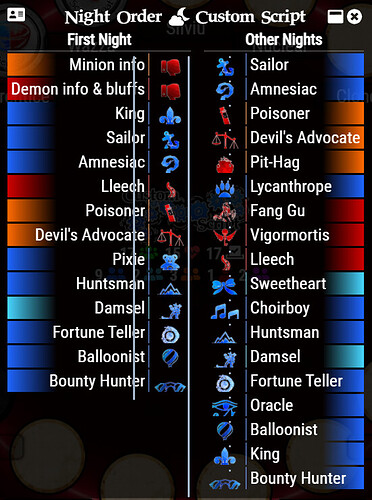 Night Order Custom Script
First Night
Minion info
Demon info & bluffs
King
Sailor
Amnesiac
Lleech
Poisoner
Devil's Advocate
Pixie
Huntsman
Damsel
Fortune Teller
Balloonist
Bounty Hunter
Other Nights
Sailor
Amnesiac
Poisoner
Devil's Advocate
Pit-Hag
Lycanthrope
Fang Gu
Vigormortis
Lleech
Sweetheart
Choirboy
Huntsman
Damsel
Fortune Teller
Oracle
Balloonist
King
Bounty Hunter